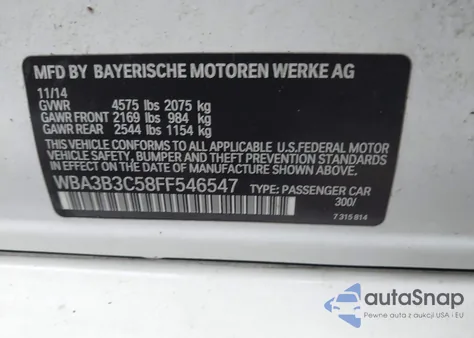 MFD BY BAYERISCHE MOTOREN WERKE AG
11/14
GVWR 4575 lbs 2075 kg
GAWR FRONT 2169 lbs 984 kg
GAWR REAR 2544 lbs 1154 kg
THIS VEHICLE CONFORMS TO ALL APPLICABLE U.S.FEDERAL MOTOR
VEHICLE SAFETY, BUMPER, AND THEFT PREVENTION STANDARDS
IN EFFECT ON THE DATE OF MANUFACTURE SHOWN ABOVE.
WBA3B3C58FF546547 TYPE: PASSENGER CAR
300/
7 315 814
autoSnap
Pewne auta z aukcji USA i EU